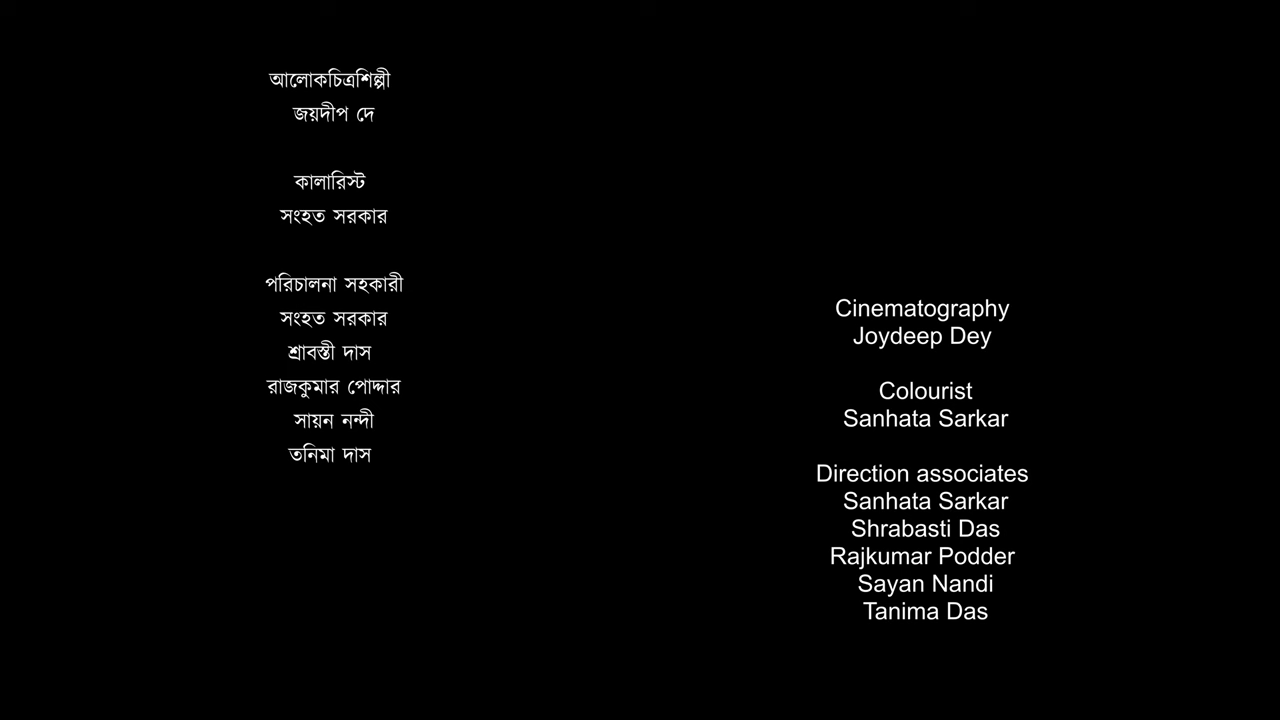 আলোকচিত্রশিল্পী
জয়দীপ দে
কালারিস্ট
সংহত সরকার
পরিচালনা সহকারী
সংহত সরকার
শ্রাবস্তী দাস
রাজকুমার পোদ্দার
সায়ন নন্দী
তনিমা দাস
Cinematography
Joydeep Dey
Colourist
Sanhata Sarkar
Direction associates
Sanhata Sarkar
Shrabasti Das
Rajkumar Podder
Sayan Nandi
Tanima Das